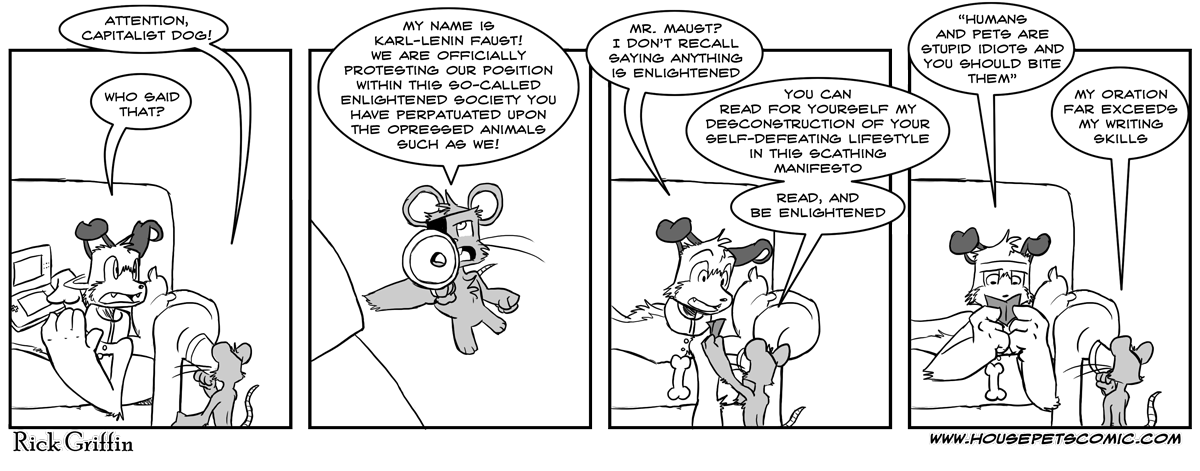 ATTENTION,
CAPITALIST DOG!
WHO SAID
THAT?
MY NAME IS
KARL-LENIN FAUST!
WE ARE OFFICIALLY
PROTESTING OUR POSITION
WITHIN THIS SO-CALLED
ENLIGHTENED SOCIETY YOU
HAVE PERPATUATED UPON
THE OPRESSED ANIMALS
SUCH AS WE!
MR. MAUST?
I DON'T RECALL
SAYING ANYTHING
IS ENLIGHTENED
YOU CAN
READ FOR YOURSELF MY
DESCONSTRUCTION OF YOUR
SELF-DEFEATING LIFESTYLE
IN THIS SCATHING
MANIFESTO
READ, AND
BE ENLIGHTENED
"HUMANS
AND PETS ARE
STUPID IDIOTS AND
YOU SHOULD BITE
THEM"
MY ORATION
FAR EXCEEDS
MY WRITING
SKILLS
Rick Griffin
WWW.HOUSEPETSCOMIC.COM